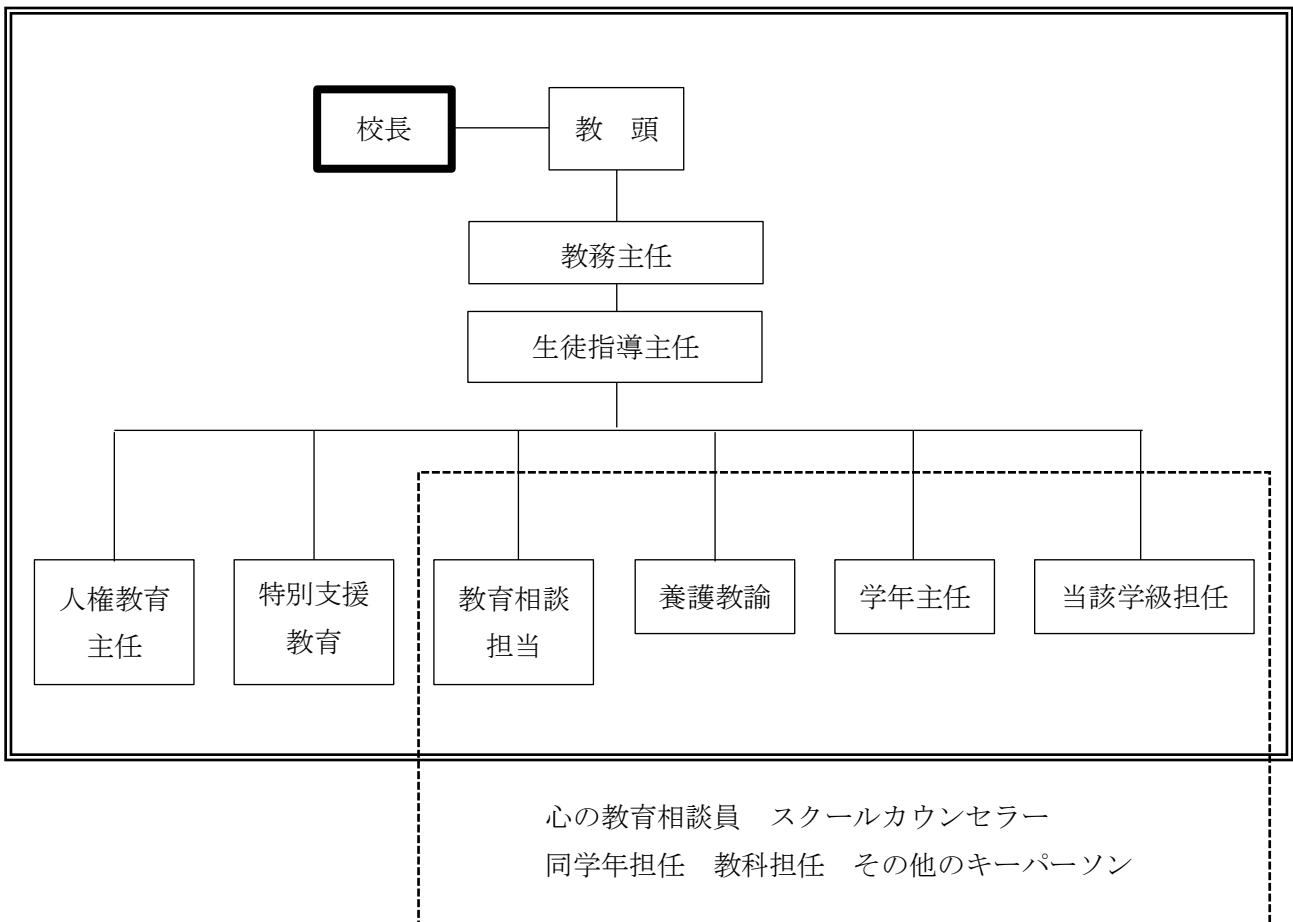 校長
教　頭
教務主任
生徒指導主任
人権教育
主任
特別支援
教育
教育相談
担当
養護教諭
学年主任
当該学級担任
心の教育相談員　スクールカウンセラー
同学年担任　教科担任　その他のキーパーソン